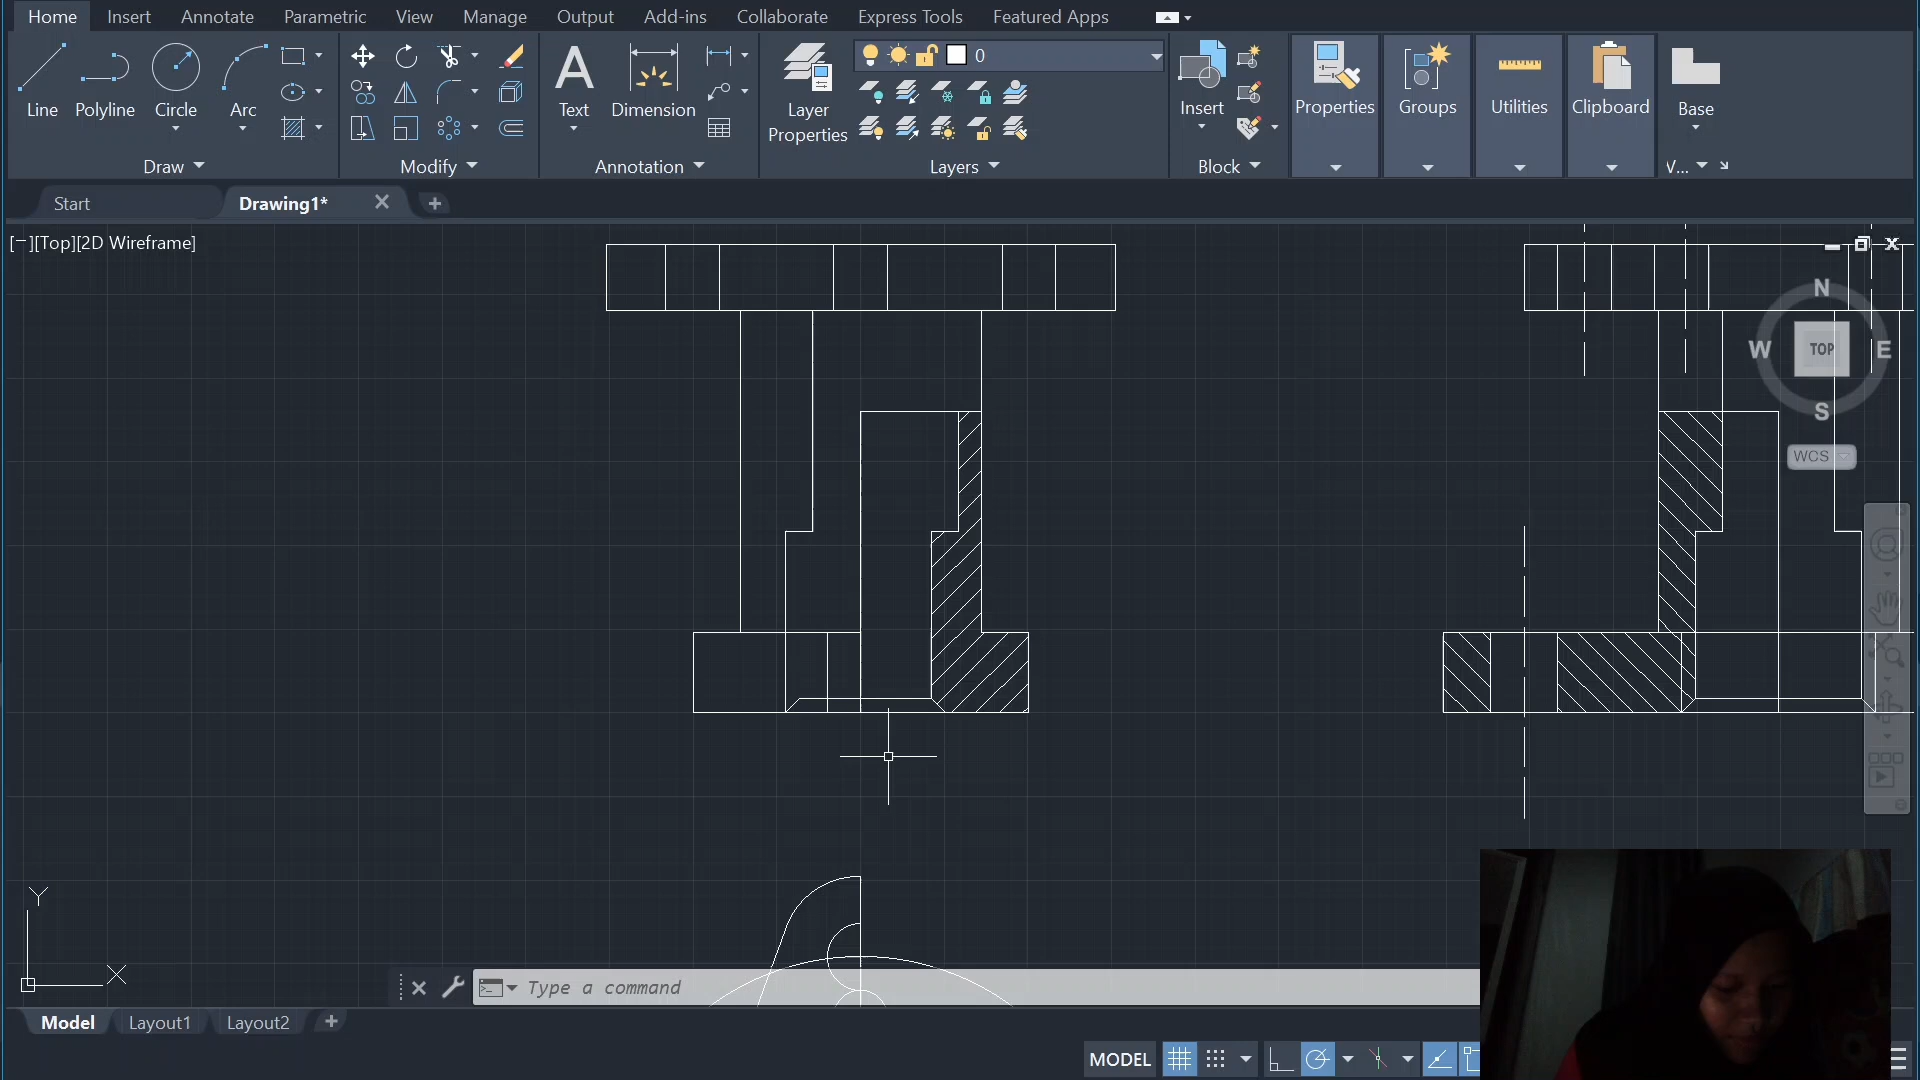 Home Insert Annotate Parametric View Manage Output Add-ins Collaborate Express Tools Featured Apps
0
Line Polyline Circle Arc Text Dimension Layer Properties Insert Properties Groups Utilities Clipboard Base
Draw Modify Annotation Layers Block V...
Start Drawing1*
[−][Top][2D Wireframe]
N
W TOP E
S
WCS
Y
X
Type a command
Model Layout1 Layout2
MODEL